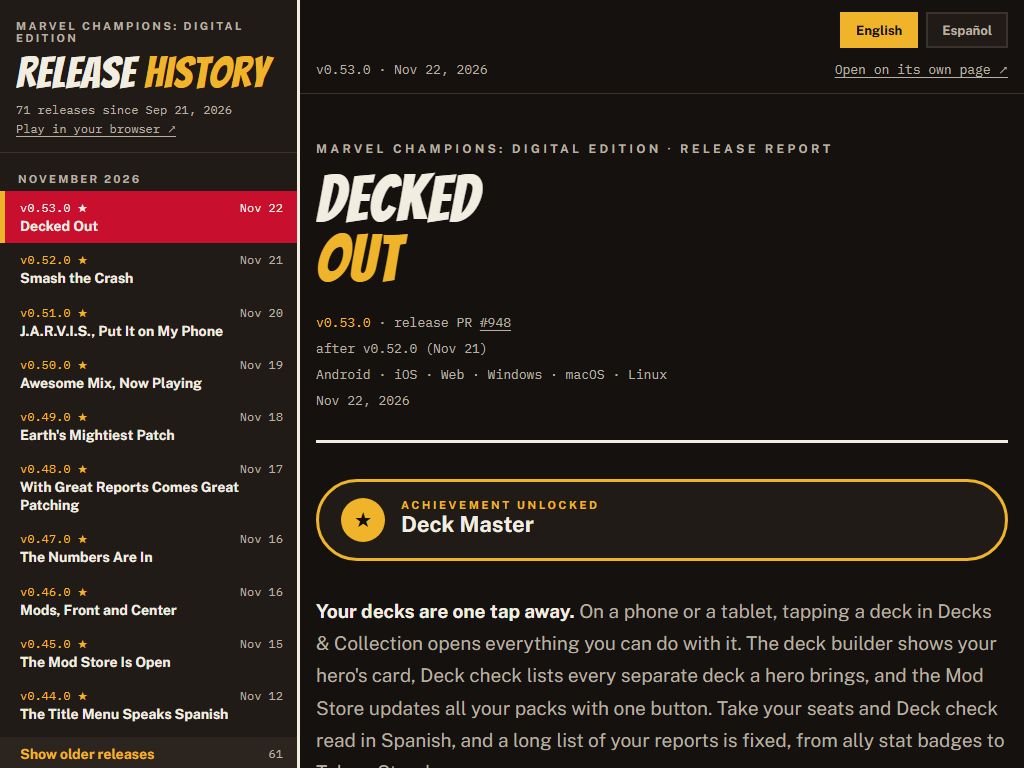 MARVEL CHAMPIONS: DIGITAL
EDITION
RELEASE HISTORY
71 releases since Sep 21, 2026
Play in your browser ↗
NOVEMBER 2026
v0.53.0 ★ Nov 22
Decked Out
v0.52.0 ★ Nov 21
Smash the Crash
v0.51.0 ★ Nov 20
J.A.R.V.I.S., Put It on My Phone
v0.50.0 ★ Nov 19
Awesome Mix, Now Playing
v0.49.0 ★ Nov 18
Earth's Mightiest Patch
v0.48.0 ★ Nov 17
With Great Reports Comes Great
Patching
v0.47.0 ★ Nov 16
The Numbers Are In
v0.46.0 ★ Nov 16
Mods, Front and Center
v0.45.0 ★ Nov 15
The Mod Store Is Open
v0.44.0 ★ Nov 12
The Title Menu Speaks Spanish
Show older releases 61
English Español
v0.53.0 · Nov 22, 2026 Open on its own page ↗
MARVEL CHAMPIONS: DIGITAL EDITION · RELEASE REPORT
DECKED
OUT
v0.53.0 · release PR #948
after v0.52.0 (Nov 21)
Android · iOS · Web · Windows · macOS · Linux
Nov 22, 2026
★ ACHIEVEMENT UNLOCKED
Deck Master
Your decks are one tap away. On a phone or a tablet, tapping a deck in Decks
& Collection opens everything you can do with it. The deck builder shows your
hero's card, Deck check lists every separate deck a hero brings, and the Mod
Store updates all your packs with one button. Take your seats and Deck check
read in Spanish, and a long list of your reports is fixed, from ally stat badges to